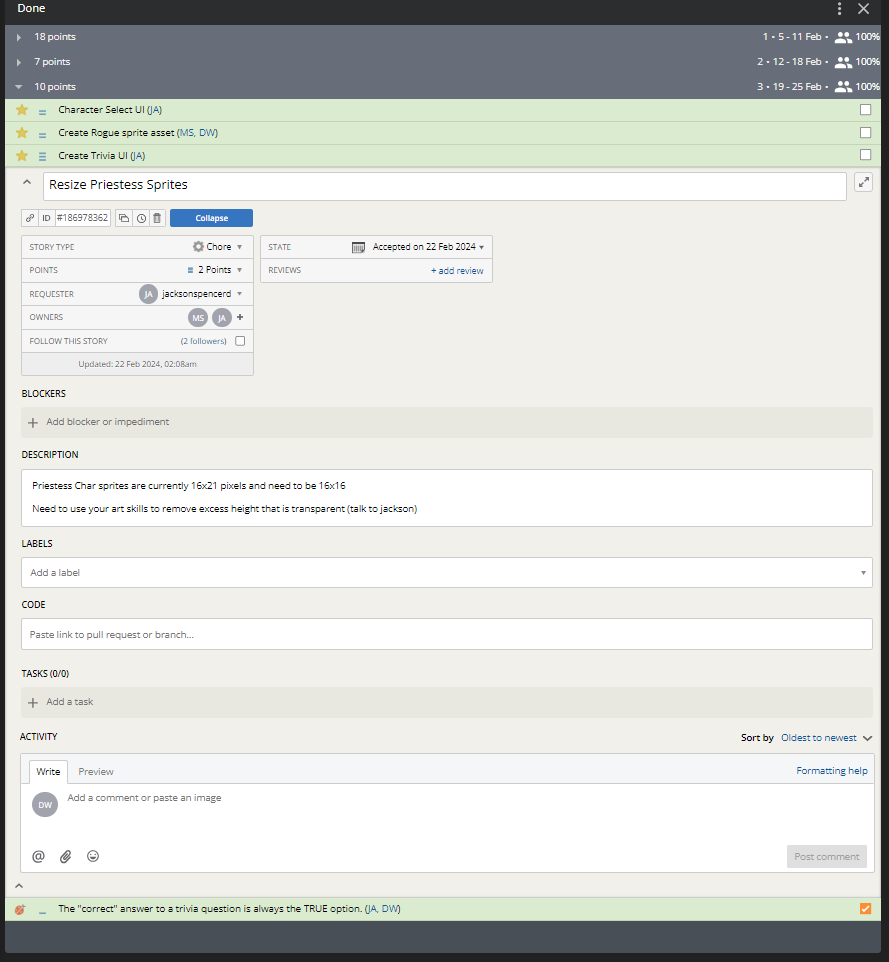 Done
18 points 1 • 5 - 11 Feb • 100%
7 points 2 • 12 - 18 Feb • 100%
10 points 3 • 19 - 25 Feb • 100%
Character Select UI (JA)
Create Rogue sprite asset (MS, DW)
Create Trivia UI (JA)
Resize Priestess Sprites
ID #186978362 Collapse
STORY TYPE Chore STATE Accepted on 22 Feb 2024
POINTS 2 Points REVIEWS + add review
REQUESTER JA jacksonspencerd
OWNERS MS JA +
FOLLOW THIS STORY (2 followers)
Updated: 22 Feb 2024, 02:08am
BLOCKERS
+ Add blocker or impediment
DESCRIPTION
Priestess Char sprites are currently 16x21 pixels and need to be 16x16
Need to use your art skills to remove excess height that is transparent (talk to jackson)
LABELS
Add a label
CODE
Paste link to pull request or branch...
TASKS (0/0)
+ Add a task
ACTIVITY Sort by Oldest to newest
Write Preview Formatting help
DW Add a comment or paste an image
@ Post comment
The "correct" answer to a trivia question is always the TRUE option. (JA, DW)